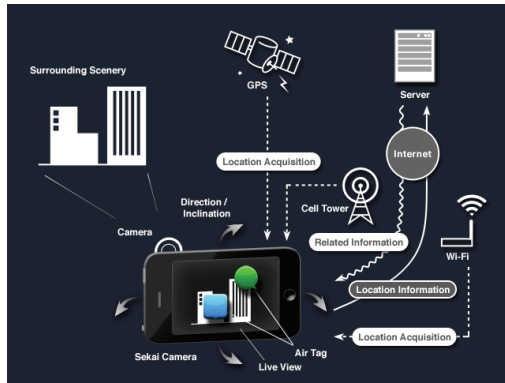 Surrounding Scenery
GPS
Server
Location Acquisition
Internet
Direction /
Inclination
Cell Tower
Camera
Related Information
Wi-Fi
Location Information
Location Acquisition
Air Tag
Sekai Camera
Live View